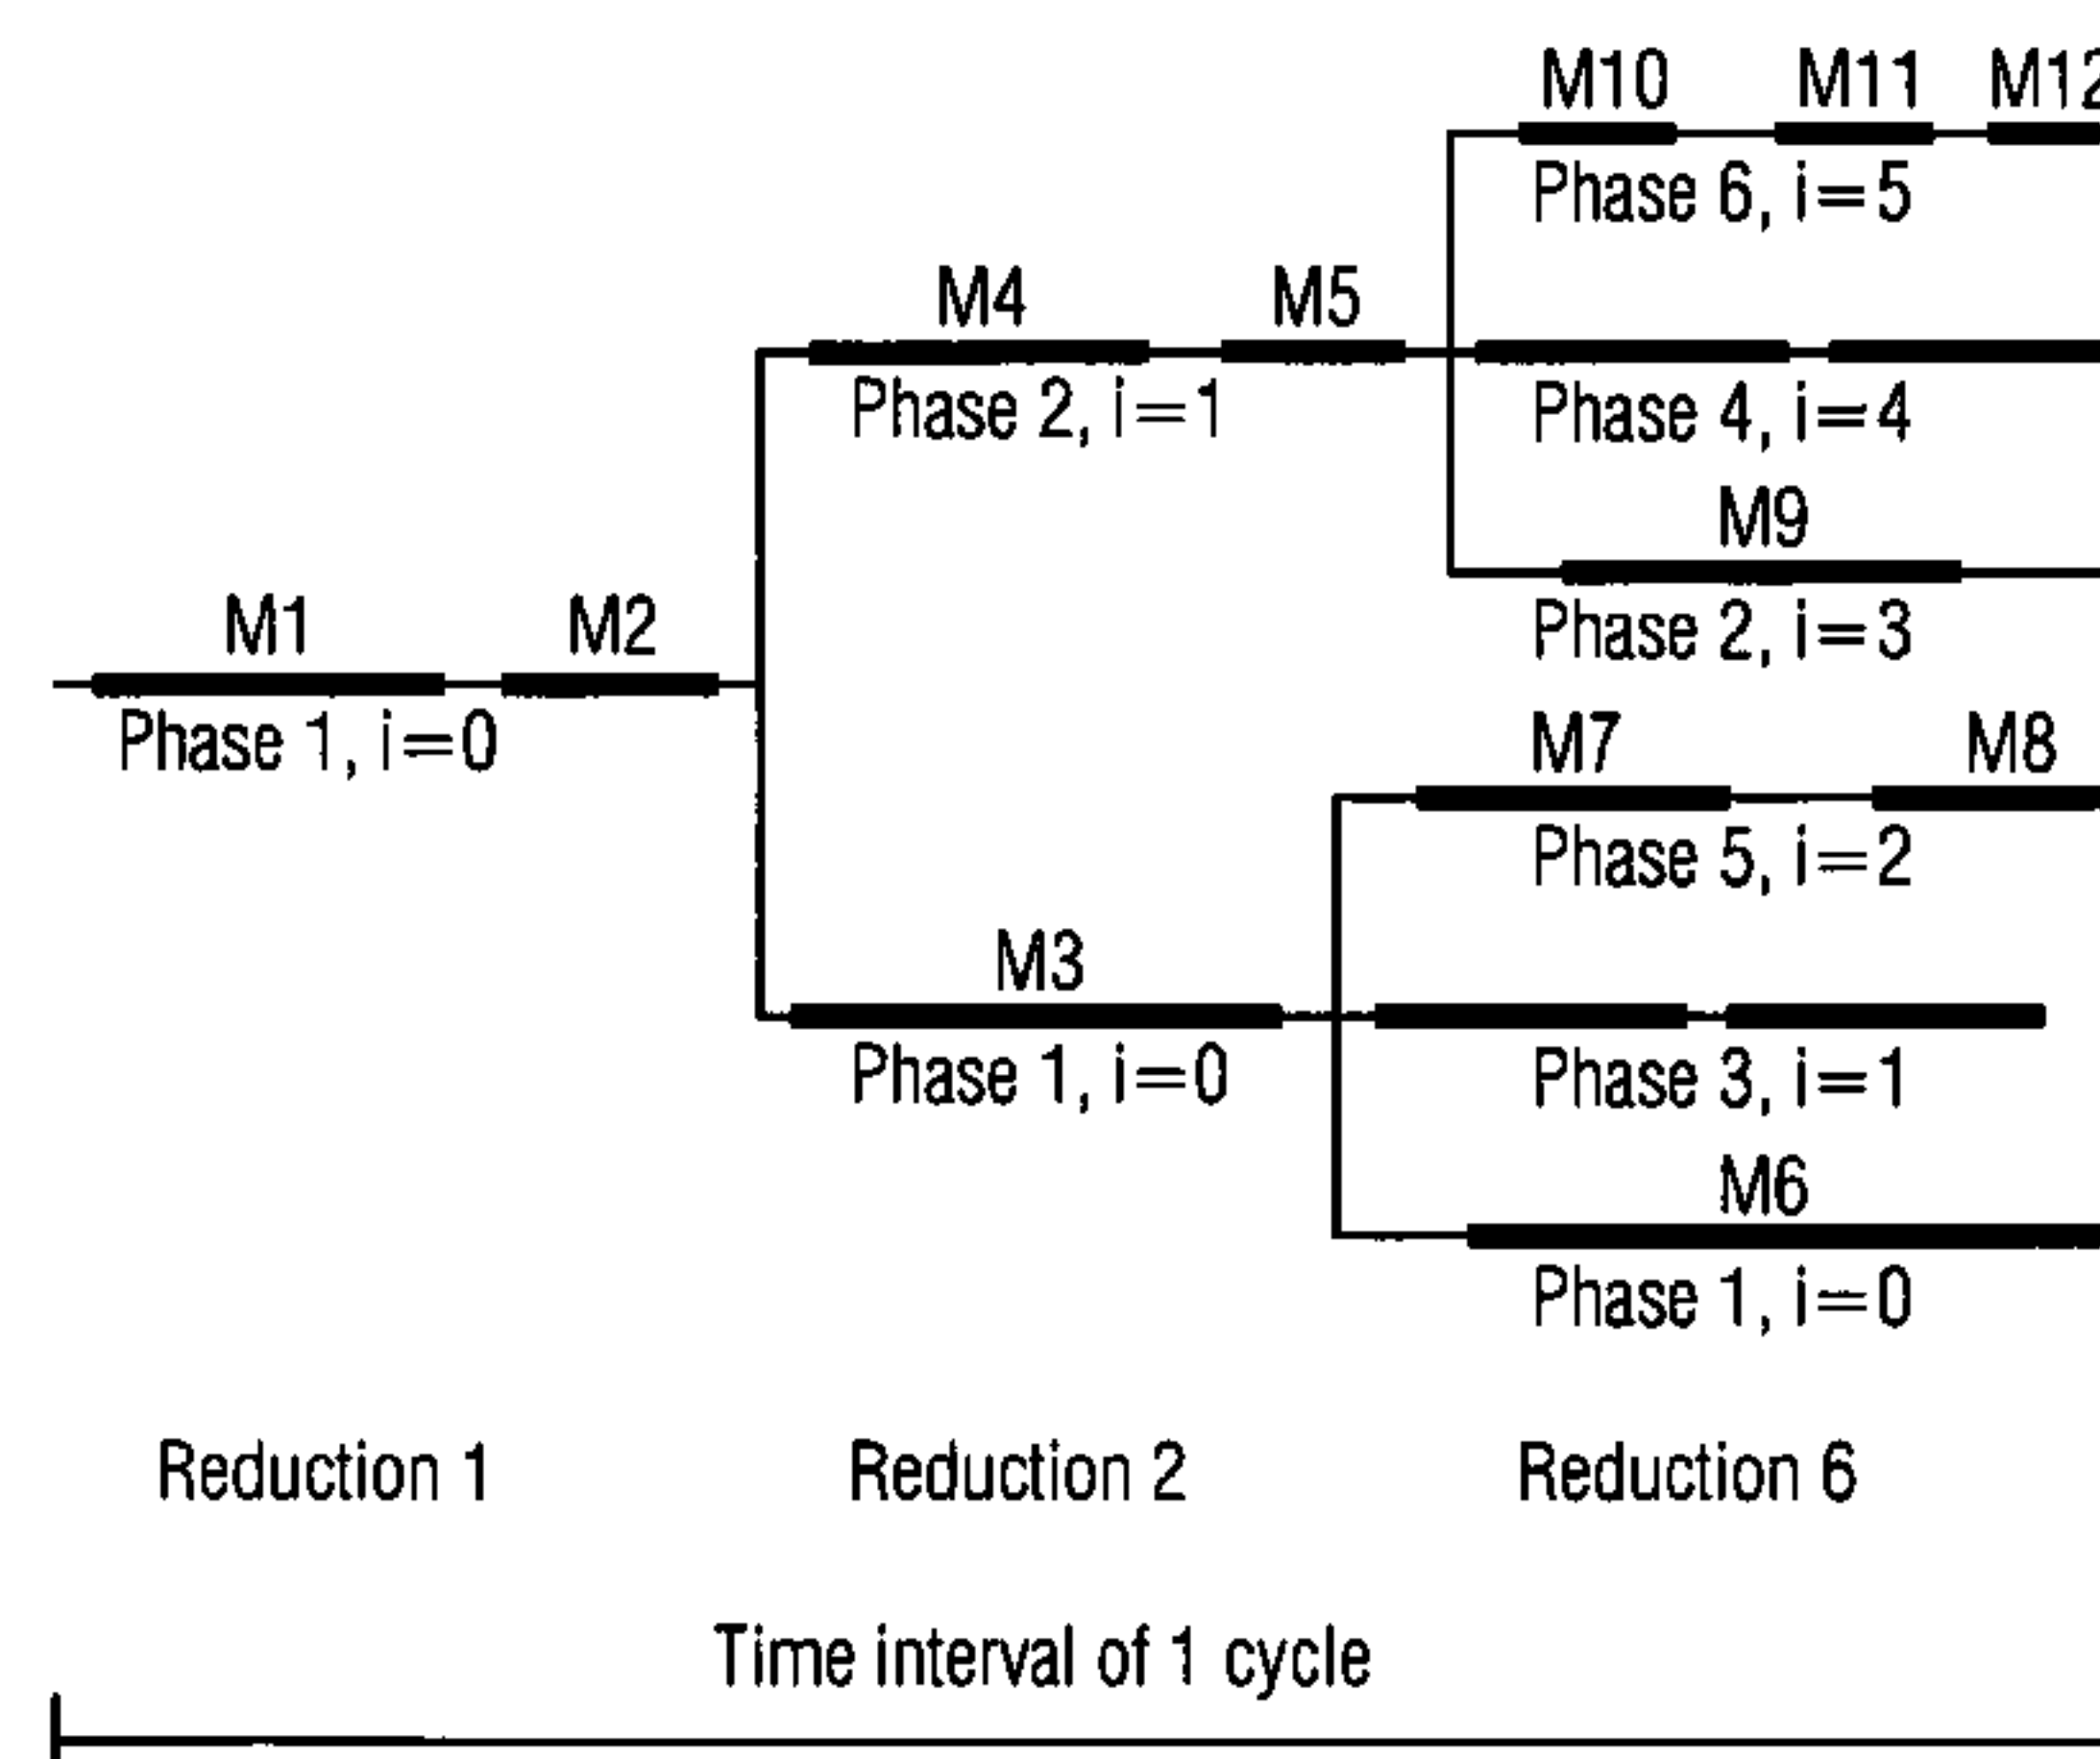 M10 M11 M12
Phase 6, i=5
M4 M5
Phase 2, i=1
Phase 4, i=4
M9
Phase 2, i=3
M1 M2
Phase 1, i=0
M7 M8
Phase 5, i=2
M3
Phase 1, i=0
Phase 3, i=1
M6
Phase 1, i=0
Reduction 1 Reduction 2 Reduction 6
Time interval of 1 cycle